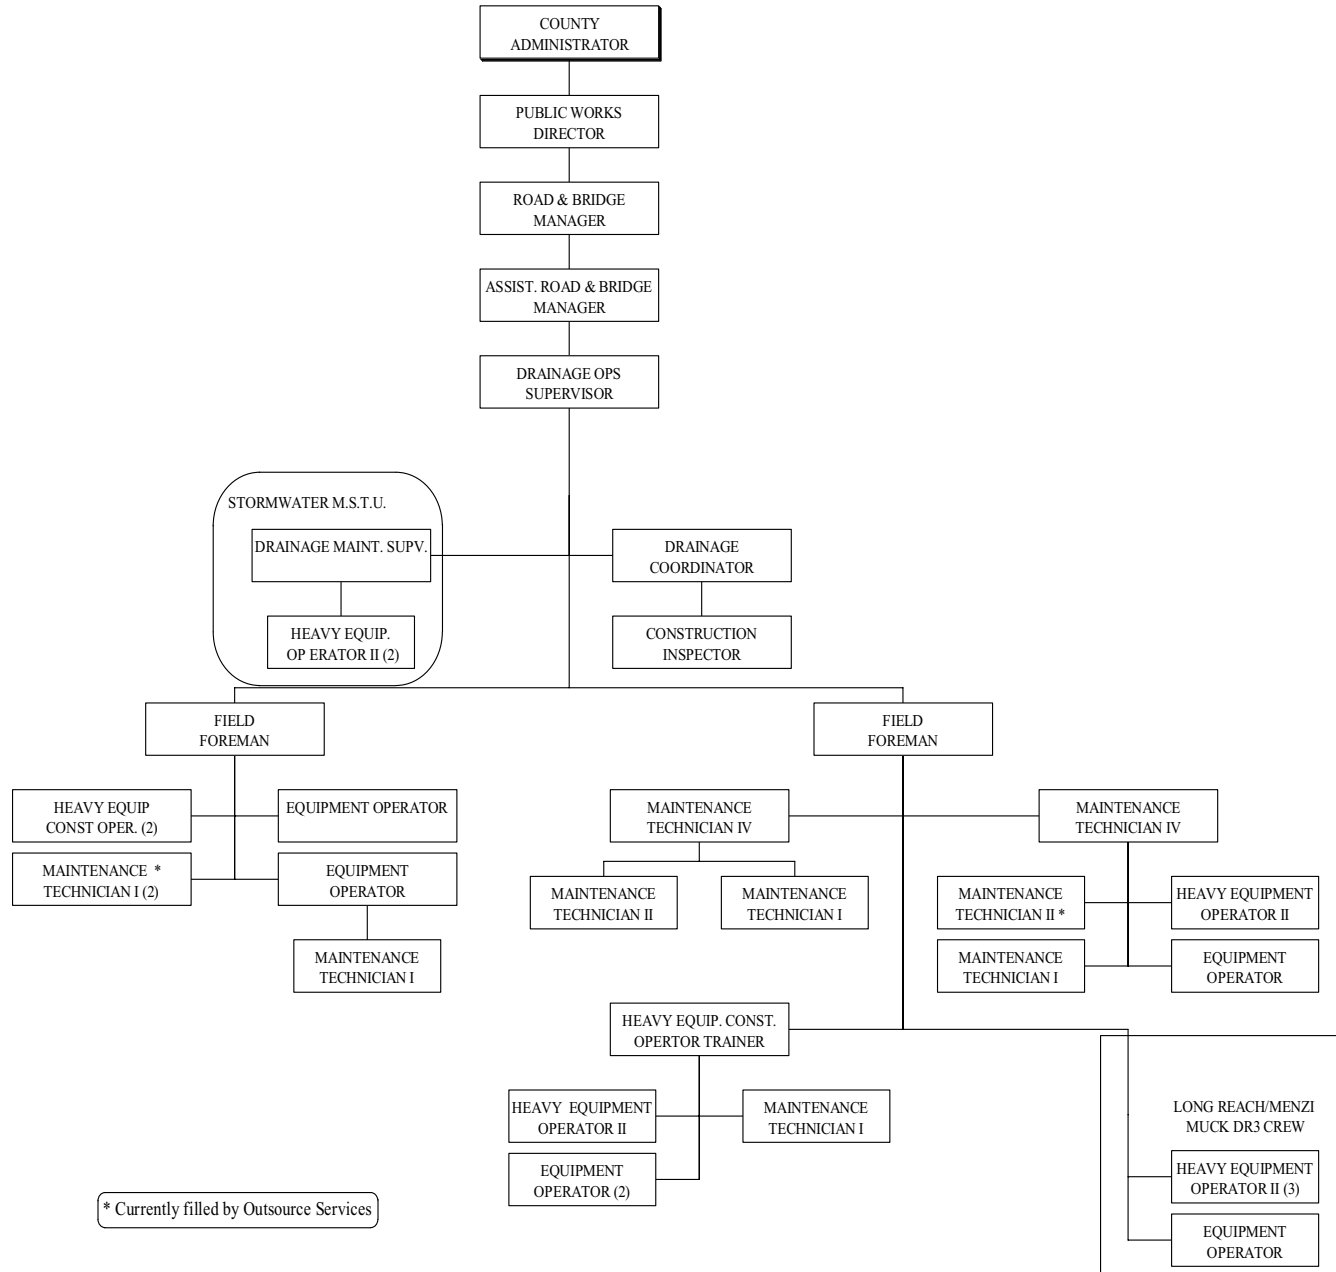 COUNTY
ADMINISTRATOR
PUBLIC WORKS
DIRECTOR
ROAD & BRIDGE
MANAGER
ASSIST. ROAD & BRIDGE
MANAGER
DRAINAGE OPS
SUPERVISOR
STORMWATER M.S.T.U.
DRAINAGE MAINT. SUPV.
HEAVY EQUIP.
OP ERATOR II (2)
DRAINAGE
COORDINATOR
CONSTRUCTION
INSPECTOR
FIELD
FOREMAN
HEAVY EQUIP
CONST OPER. (2)
EQUIPMENT OPERATOR
MAINTENANCE *
TECHNICIAN I (2)
EQUIPMENT
OPERATOR
MAINTENANCE
TECHNICIAN I
FIELD
FOREMAN
MAINTENANCE
TECHNICIAN IV
MAINTENANCE
TECHNICIAN II
MAINTENANCE
TECHNICIAN I
MAINTENANCE
TECHNICIAN IV
MAINTENANCE
TECHNICIAN II *
HEAVY EQUIPMENT
OPERATOR II
MAINTENANCE
TECHNICIAN I
EQUIPMENT
OPERATOR
HEAVY EQUIP. CONST.
OPERTOR TRAINER
HEAVY EQUIPMENT
OPERATOR II
MAINTENANCE
TECHNICIAN I
EQUIPMENT
OPERATOR (2)
LONG REACH/MENZI
MUCK DR3 CREW
HEAVY EQUIPMENT
OPERATOR II (3)
EQUIPMENT
OPERATOR
* Currently filled by Outsource Services